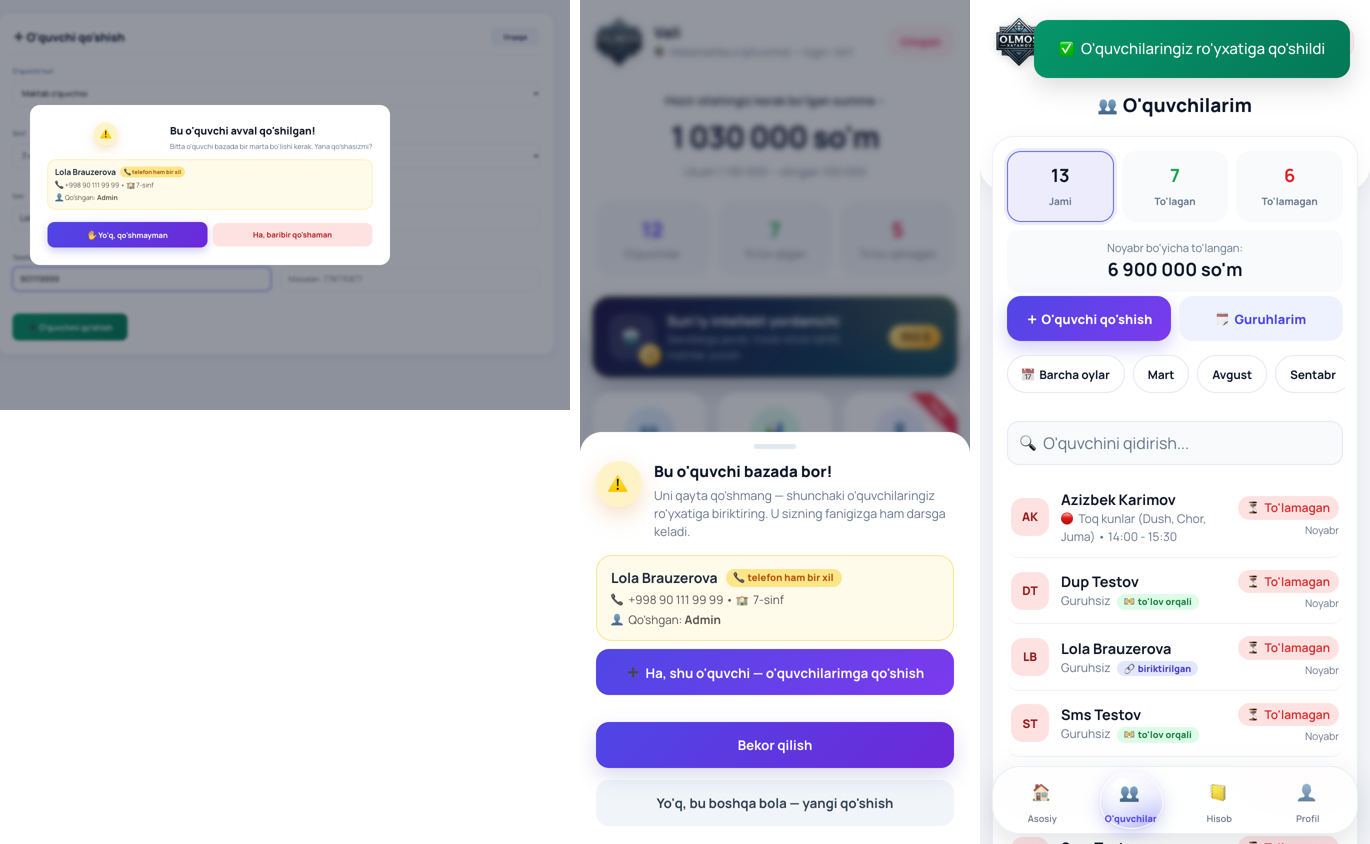 + O'quvchi qo'shish
Bu o'quvchi avval qo'shilgan!
Bitta o'quvchi bazada bir marta bo'lishi kerak. Yana qo'shasizmi?
Lola Brauzerova 📞 telefon ham bir xil
📞 +998 90 111 99 99 • 🏫 7-sinf
👤 Qo'shgan: Admin
✋ Yo'q, qo'shmayman
Ha, baribir qo'shaman
1 030 000 so'm
12
7
5
Bu o'quvchi bazada bor!
Uni qayta qo'shmang — shunchaki o'quvchilaringiz
ro'yxatiga biriktiring. U sizning faningizga ham darsga
keladi.
Lola Brauzerova 📞 telefon ham bir xil
📞 +998 90 111 99 99 • 🏫 7-sinf
👤 Qo'shgan: Admin
➕ Ha, shu o'quvchi — o'quvchilarimga qo'shish
Bekor qilish
Yo'q, bu boshqa bola — yangi qo'shish
OLMOS
✅ O'quvchilaringiz ro'yxatiga qo'shildi
👥 O'quvchilarim
13
Jami
7
To'lagan
6
To'lamagan
Noyabr bo'yicha to'langan:
6 900 000 so'm
+ O'quvchi qo'shish
Guruhlarim
📅 Barcha oylar
Mart
Avgust
Sentabr
🔍 O'quvchini qidirish...
AK
Azizbek Karimov
🔴 Toq kunlar (Dush, Chor,
Juma) • 14:00 - 15:30
⏳ To'lamagan
Noyabr
DT
Dup Testov
Guruhsiz 💵 to'lov orqali
⏳ To'lamagan
Noyabr
LB
Lola Brauzerova
Guruhsiz 🔗 biriktirilgan
⏳ To'lamagan
Noyabr
ST
Sms Testov
Guruhsiz 💵 to'lov orqali
⏳ To'lamagan
Noyabr
Asosiy
O'quvchilar
Hisob
Profil